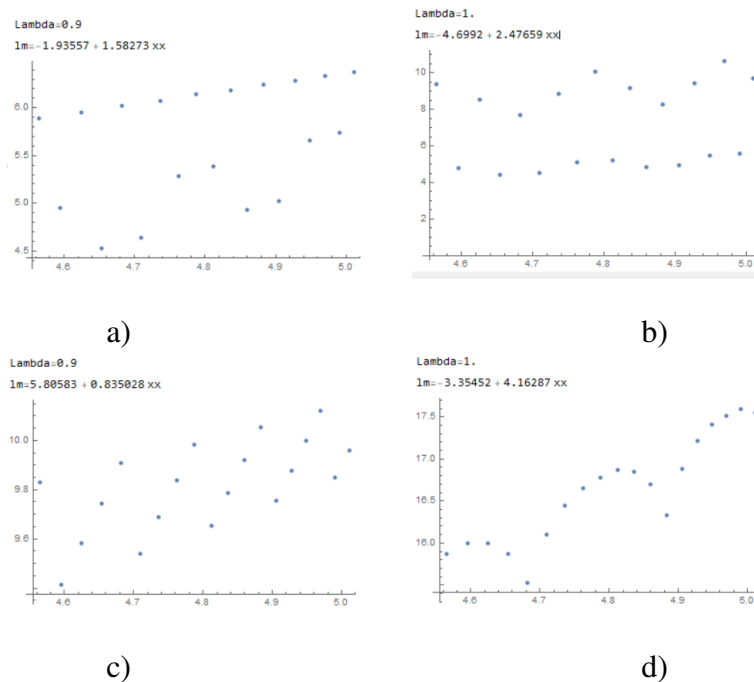 Lambda=0.9
lm=-1.93557 + 1.58273 xx
6.0
5.5
5.0
4.5
4.6 4.7 4.8 4.9 5.0
a)
Lambda=1.
lm=-4.6992 + 2.47659 xx
10
8
6
4
2
4.6 4.7 4.8 4.9 5.0
b)
Lambda=0.9
lm=5.80583 + 0.835028 xx
10.0
9.8
9.6
4.6 4.7 4.8 4.9 5.0
c)
Lambda=1.
lm=-3.35452 + 4.16287 xx
17.5
17.0
16.5
16.0
4.6 4.7 4.8 4.9 5.0
d)